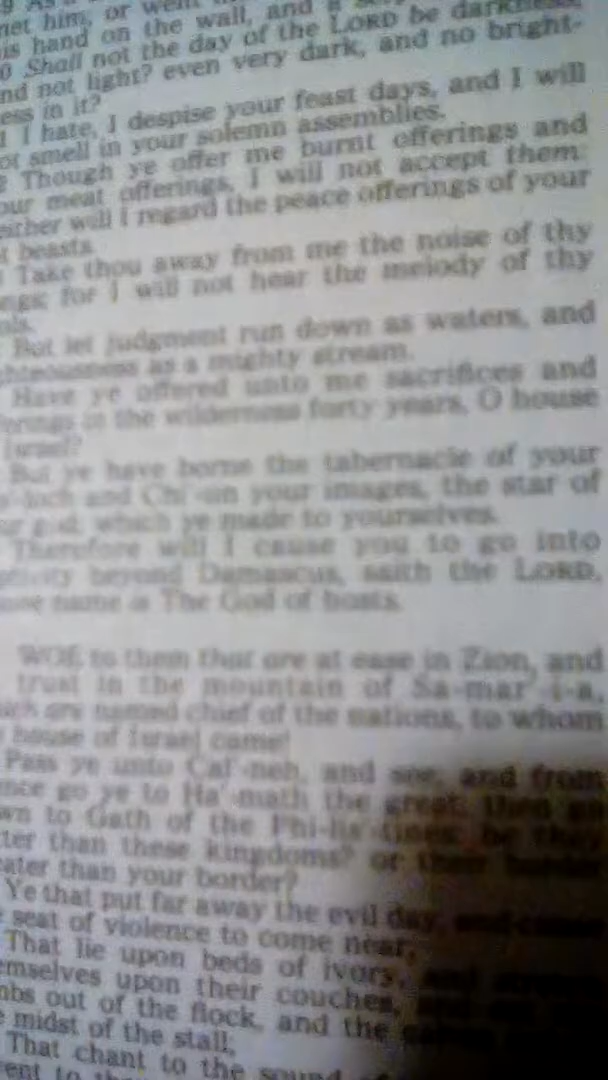 met him; or went
is hand on the wall, and a
0 Shall not the day of the LORD be darkness,
nd not light? even very dark, and no bright-
ess in it?
1 I hate, I despise your feast days, and I will
ot smell in your solemn assemblies.
2 Though ye offer me burnt offerings and
our meat offerings, I will not accept them:
either will I regard the peace offerings of your
t beasts.
Take thou away from me the noise of thy
ngs; for I will not hear the melody of thy
ols.
But let judgment run down as waters, and
ghteousness as a mighty stream.
Have ye offered unto me sacrifices and
erings in the wilderness forty years, O house
Israel?
But ye have borne the tabernacle of your
o'-loch and Chi'-un your images, the star of
ur god, which ye made to yourselves.
Therefore will I cause you to go into
ptivity beyond Damascus, saith the LORD,
ose name is The God of hosts.
WOE to them that are at ease in Zion, and
trust in the mountain of Sa-mar'-i-a,
ich are named chief of the nations, to whom
house of Israel came!
Pass ye unto Cal'-neh, and see; and from
nce go ye to Ha'-math the great: then go
wn to Gath of the Phi-lis'-tines: be they
tter than these kingdoms? or their border
eater than your border?
Ye that put far away the evil day, and cause
e seat of violence to come near;
That lie upon beds of ivory, and
emselves upon their couches,
mbs out of the flock, and the
e midst of the stall;
That chant to the sound of